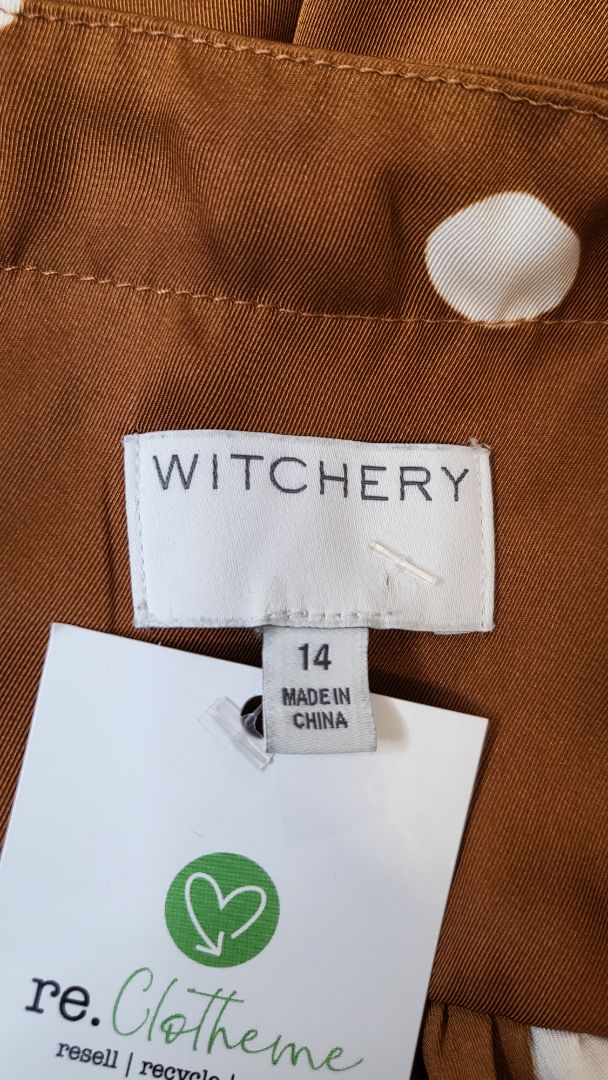 WITCHERY
14
MADE IN
CHINA
re.Clotheme
resell | recycle